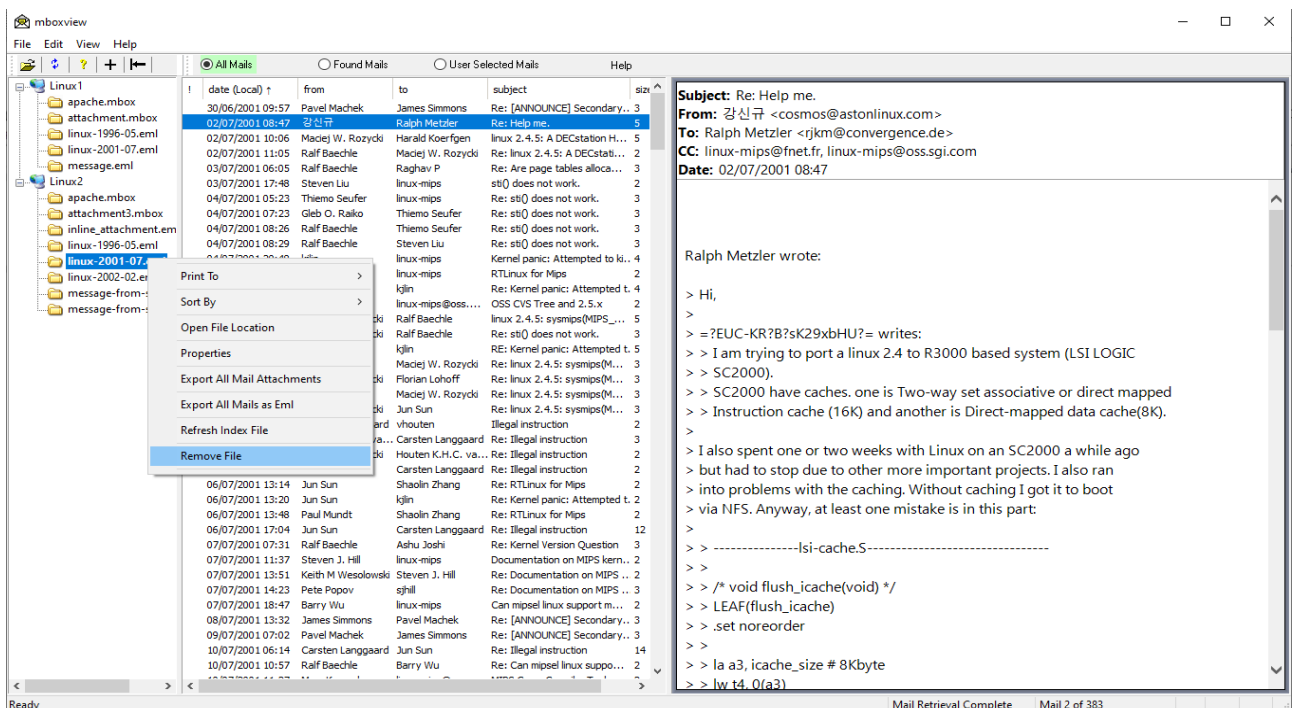 mboxview
File Edit View Help
All Mails Found Mails User Selected Mails Help
Linux1
apache.mbox
attachment.mbox
linux-1996-05.eml
linux-2001-07.eml
message.eml
Linux2
apache.mbox
attachment3.mbox
inline_attachment.em
linux-1996-05.eml
linux-2001-07.
linux-2002-02.er
message-from-s
message-from-s
Print To
Sort By
Open File Location
Properties
Export All Mail Attachments
Export All Mails as Eml
Refresh Index File
Remove File
! date (Local) ↑ from to subject size
30/06/2001 09:57 Pavel Machek James Simmons Re: [ANNOUNCE] Secondary.. 3
02/07/2001 08:47 강신규 Ralph Metzler Re: Help me. 5
02/07/2001 10:06 Maciej W. Rozycki Harald Koerfgen linux 2.4.5: A DECstation H... 5
02/07/2001 11:05 Ralf Baechle Maciej W. Rozycki Re: linux 2.4.5: A DECstati... 2
03/07/2001 06:05 Ralf Baechle Raghav P Re: Are page tables alloca... 3
03/07/2001 17:48 Steven Liu linux-mips sti() does not work. 2
04/07/2001 05:23 Thiemo Seufer linux-mips Re: sti() does not work. 3
04/07/2001 07:23 Gleb O. Raiko Thiemo Seufer Re: sti() does not work. 3
04/07/2001 08:26 Ralf Baechle Thiemo Seufer Re: sti() does not work. 3
04/07/2001 08:29 Ralf Baechle Steven Liu Re: sti() does not work. 3
linux-mips Kernel panic: Attempted to ki.. 4
linux-mips RTLinux for Mips 2
kjlin Re: Kernel panic: Attempted t. 4
linux-mips@oss.... OSS CVS Tree and 2.5.x 2
cki Ralf Baechle linux 2.4.5: sysmips(MIPS_... 5
cki Ralf Baechle Re: sti() does not work. 3
kjlin RE: Kernel panic: Attempted t. 5
Maciej W. Rozycki Re: linux 2.4.5: sysmips(M... 3
cki Florian Lohoff Re: linux 2.4.5: sysmips(M... 3
Maciej W. Rozycki Re: linux 2.4.5: sysmips(M... 3
cki Jun Sun Re: linux 2.4.5: sysmips(M... 3
ard vhouten Illegal instruction 2
va... Carsten Langgaard Re: Illegal instruction 3
cki Houten K.H.C. va... Re: Illegal instruction 2
Carsten Langgaard Re: Illegal instruction 2
06/07/2001 13:14 Jun Sun Shaolin Zhang Re: RTLinux for Mips 2
06/07/2001 13:20 Jun Sun kjlin Re: Kernel panic: Attempted t. 2
06/07/2001 13:48 Paul Mundt Shaolin Zhang Re: RTLinux for Mips 2
06/07/2001 17:04 Jun Sun Carsten Langgaard Re: Illegal instruction 12
07/07/2001 07:31 Ralf Baechle Ashu Joshi Re: Kernel Version Question 3
07/07/2001 11:37 Steven J. Hill linux-mips Documentation on MIPS kern.. 2
07/07/2001 13:51 Keith M Wesolowski Steven J. Hill Re: Documentation on MIPS .. 2
07/07/2001 14:23 Pete Popov sjhill Re: Documentation on MIPS .. 3
07/07/2001 18:47 Barry Wu linux-mips Can mipsel linux support m... 2
08/07/2001 13:32 James Simmons Pavel Machek Re: [ANNOUNCE] Secondary.. 3
09/07/2001 07:02 Pavel Machek James Simmons Re: [ANNOUNCE] Secondary.. 3
10/07/2001 06:14 Carsten Langgaard Jun Sun Re: Illegal instruction 14
10/07/2001 10:57 Ralf Baechle Barry Wu Re: Can mipsel linux suppo... 2
Subject: Re: Help me.
From: 강신규 <cosmos@astonlinux.com>
To: Ralph Metzler <rjkm@convergence.de>
CC: linux-mips@fnet.fr, linux-mips@oss.sgi.com
Date: 02/07/2001 08:47
Ralph Metzler wrote:
> Hi,
>
> =?EUC-KR?B?sK29xbHU?= writes:
> > I am trying to port a linux 2.4 to R3000 based system (LSI LOGIC
> > SC2000).
> > SC2000 have caches. one is Two-way set associative or direct mapped
> > Instruction cache (16K) and another is Direct-mapped data cache(8K).
>
> I also spent one or two weeks with Linux on an SC2000 a while ago
> but had to stop due to other more important projects. I also ran
> into problems with the caching. Without caching I got it to boot
> via NFS. Anyway, at least one mistake is in this part:
>
> > ---------------lsi-cache.S--------------------------------
> >
> > /* void flush_icache(void) */
> > LEAF(flush_icache)
> > .set noreorder
> >
> > la a3, icache_size # 8Kbyte
> > lw t4, 0(a3)
Ready Mail Retrieval Complete Mail 2 of 383